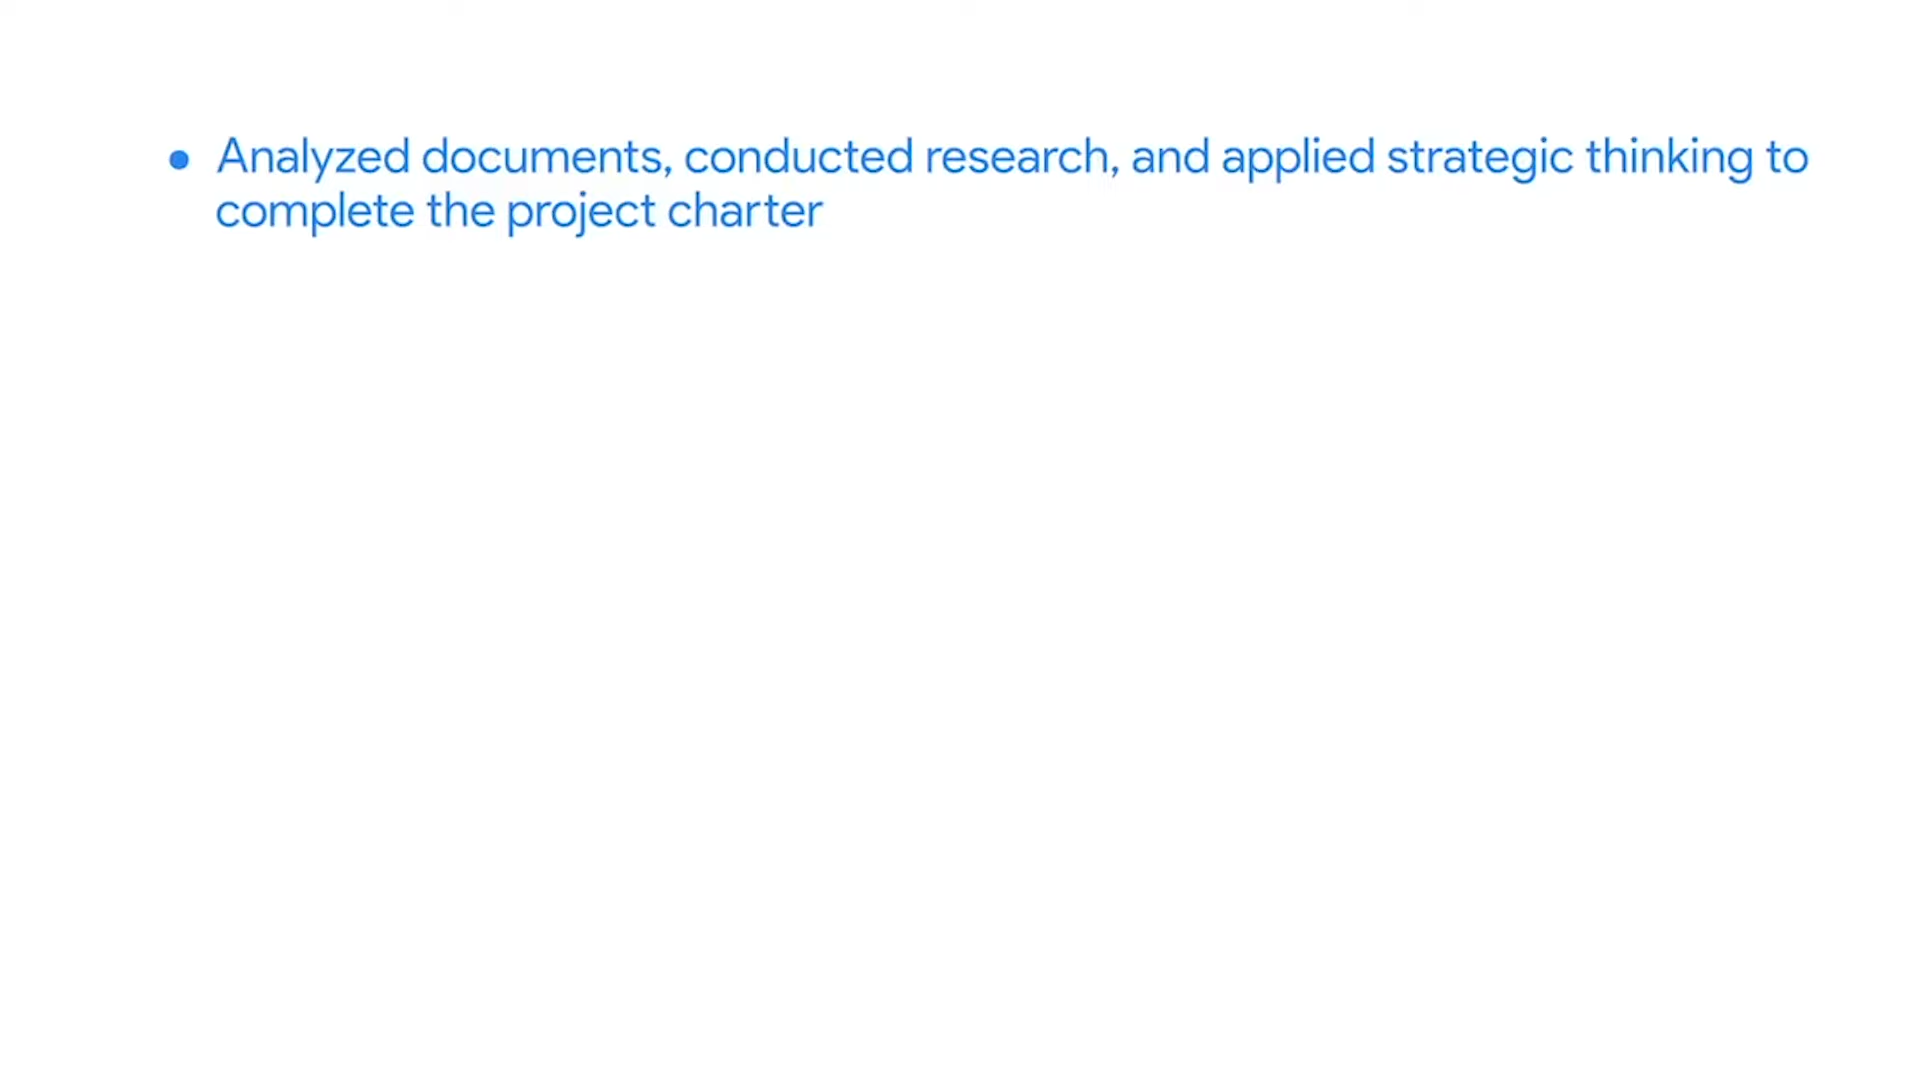 ● Analyzed documents, conducted research, and applied strategic thinking to
complete the project charter